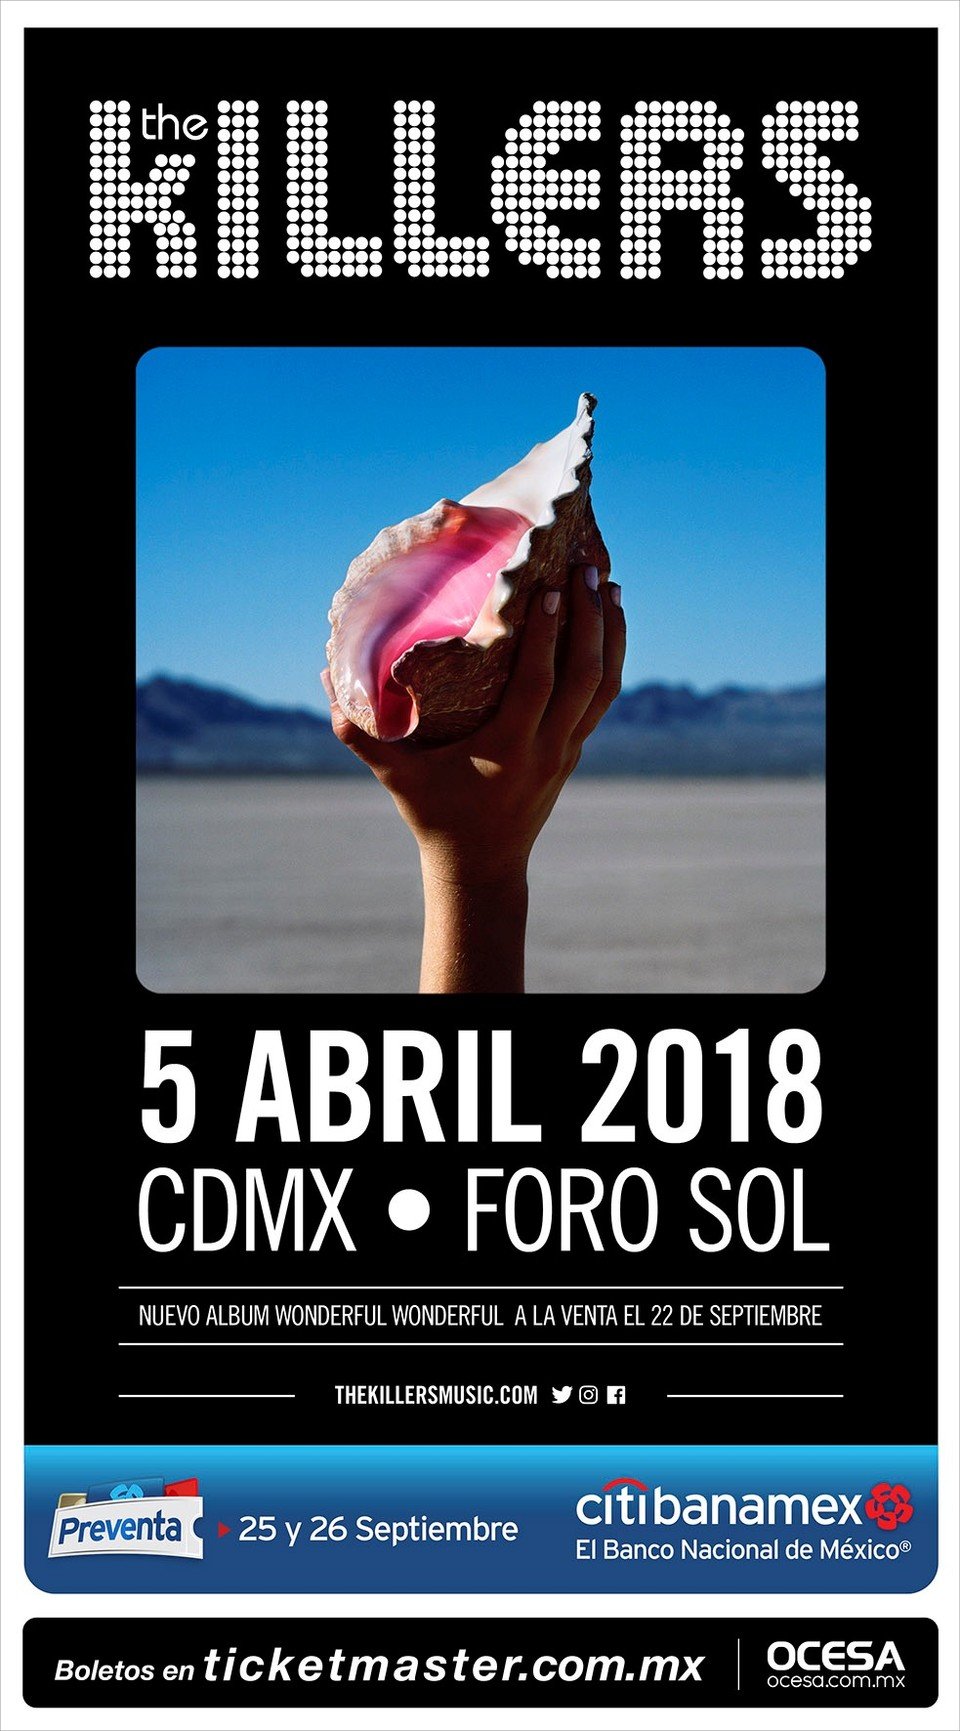 the
KILLERS
5 ABRIL 2018
CDMX • FORO SOL
NUEVO ALBUM WONDERFUL WONDERFUL A LA VENTA EL 22 DE SEPTIEMBRE
THEKILLERSMUSIC.COM
Preventa
25 y 26 Septiembre
citibanamex
El Banco Nacional de México®
Boletos en ticketmaster.com.mx
OCESA
ocesa.com.mx